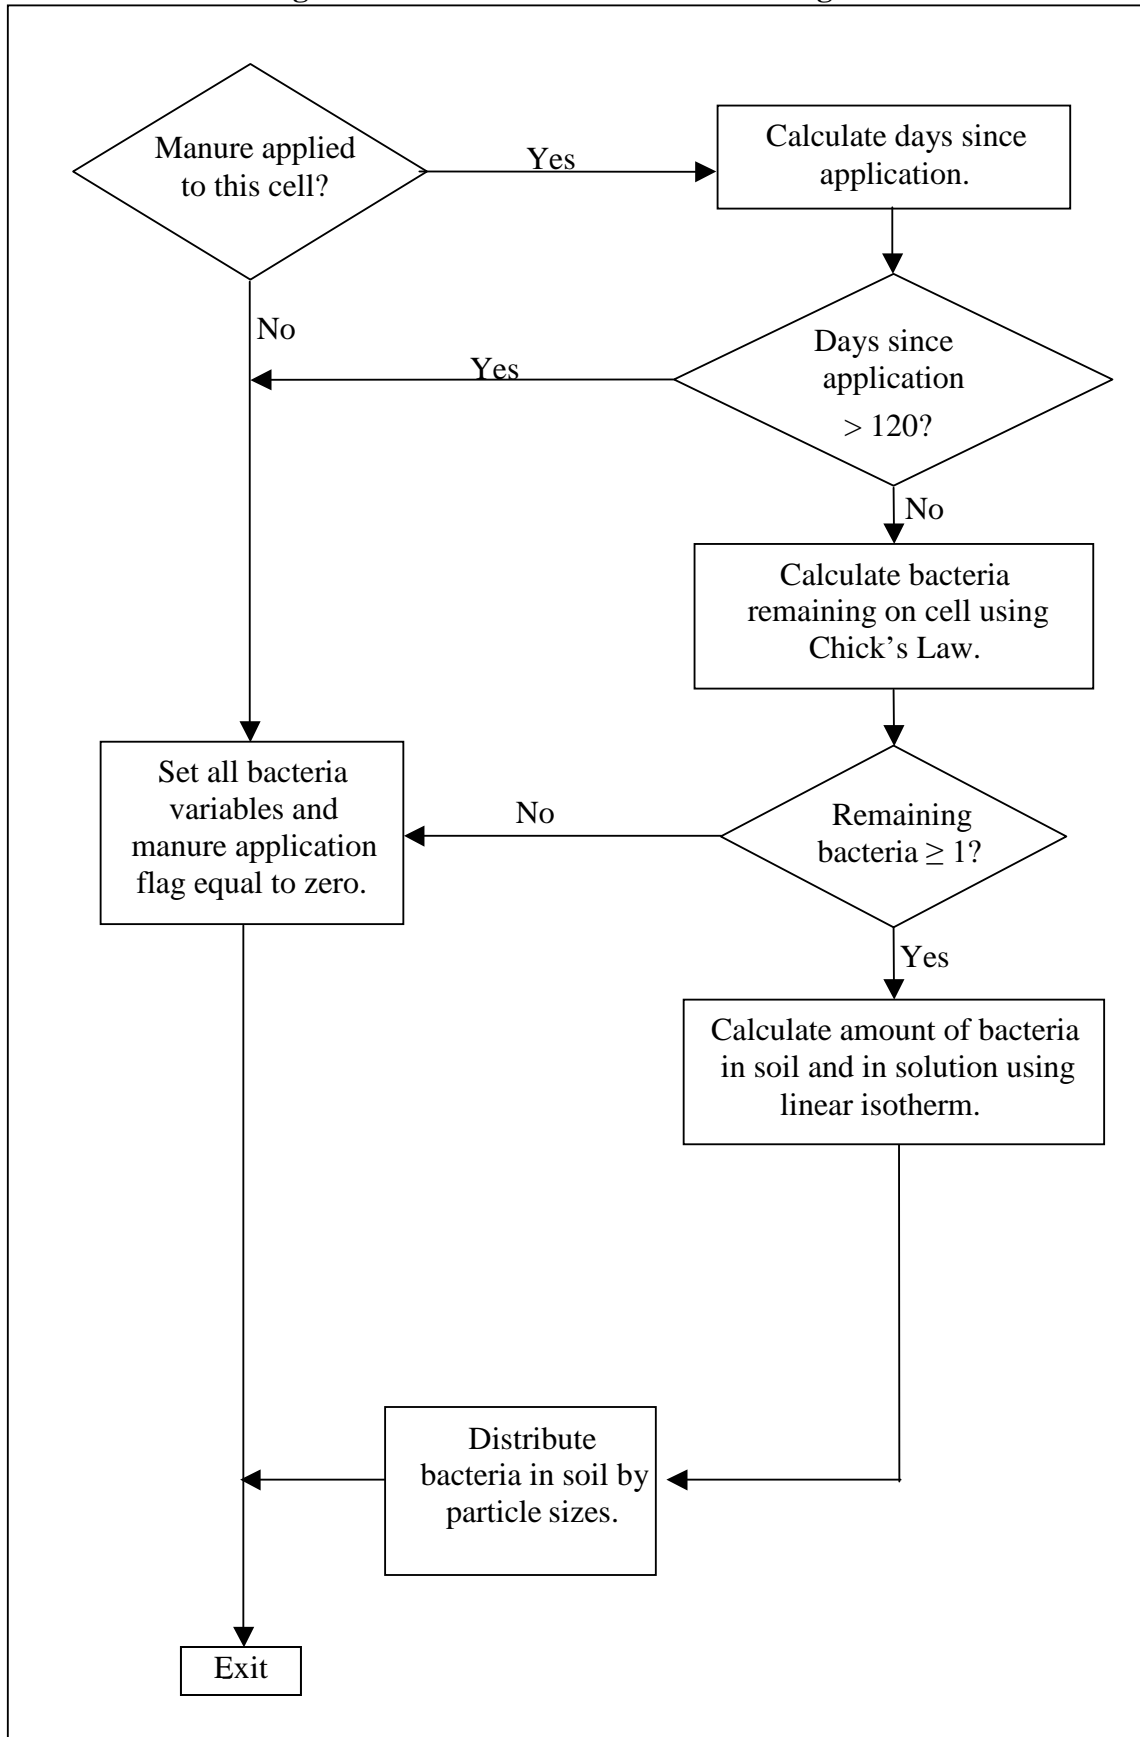 Manure applied
to this cell?
Yes
Calculate days since
application.
No
Yes
Days since
application
> 120?
No
Calculate bacteria
remaining on cell using
Chick’s Law.
Set all bacteria
variables and
manure application
flag equal to zero.
No
Remaining
bacteria ≥ 1?
Yes
Calculate amount of bacteria
in soil and in solution using
linear isotherm.
Distribute
bacteria in soil by
particle sizes.
Exit